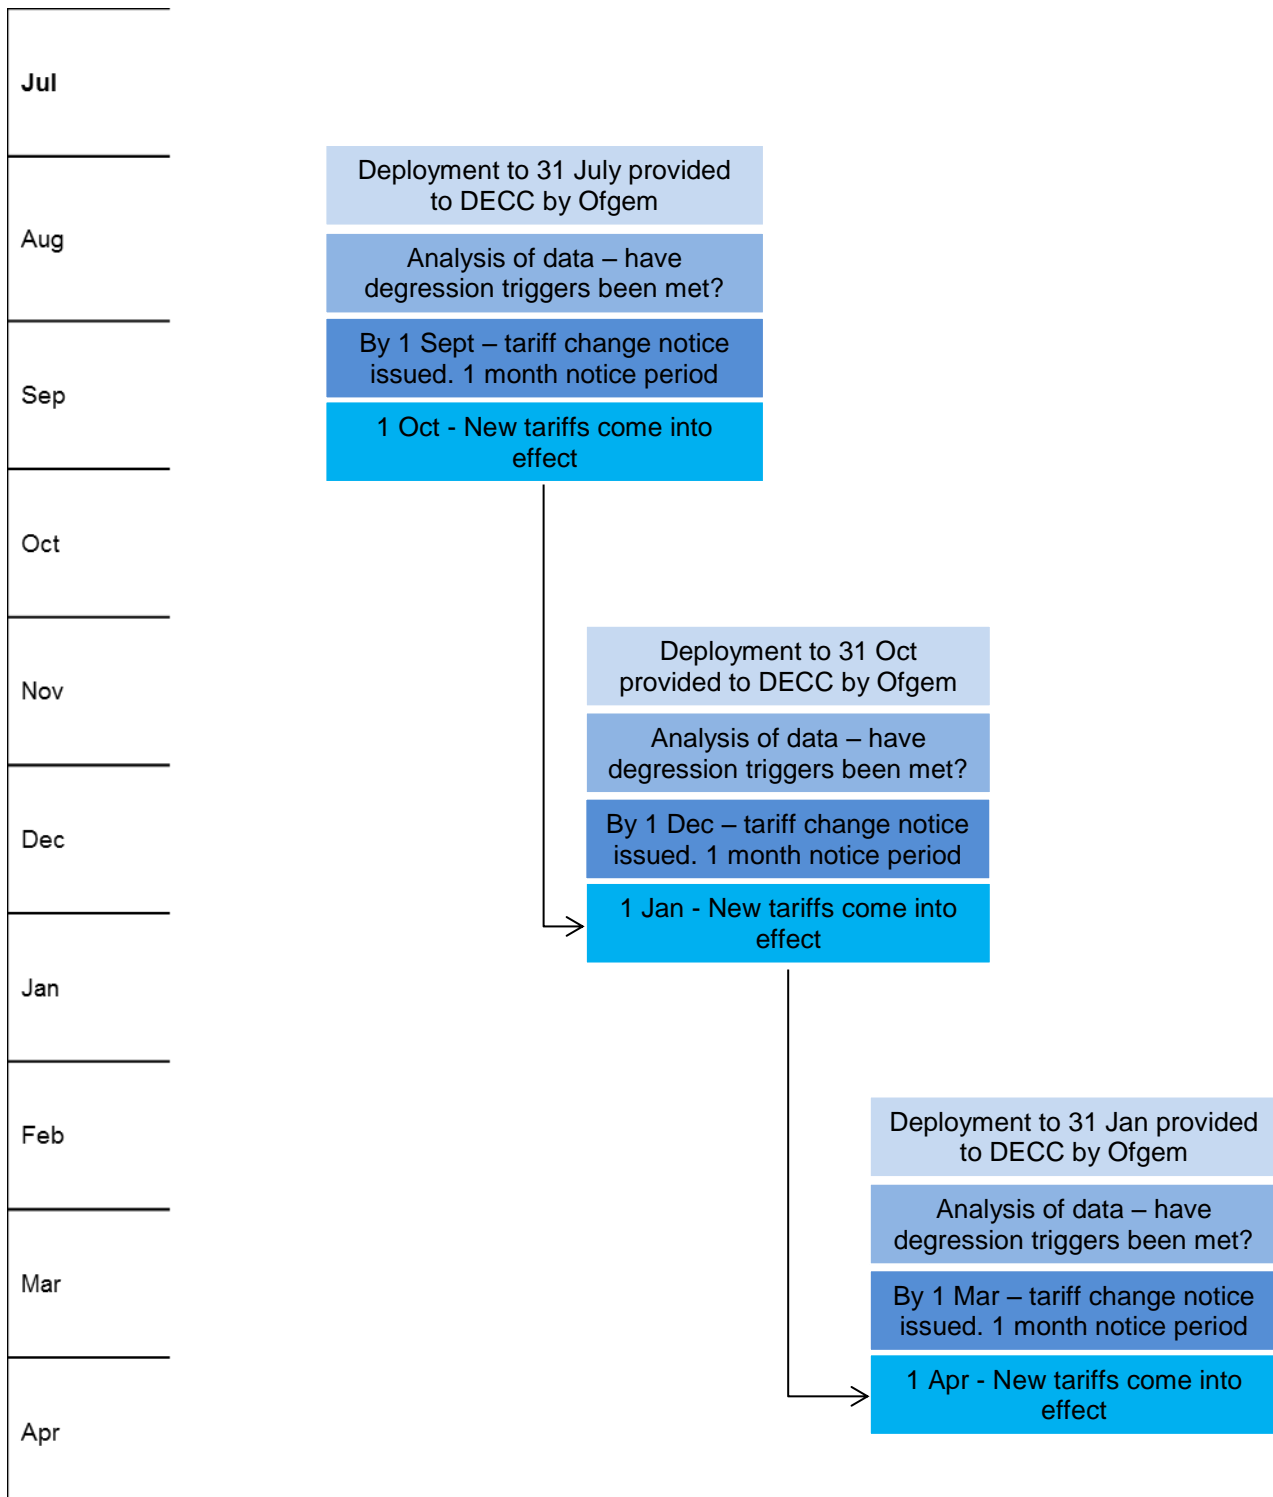 Jul
Aug
Sep
Oct
Nov
Dec
Jan
Feb
Mar
Apr
Deployment to 31 July provided
to DECC by Ofgem
Analysis of data – have
degression triggers been met?
By 1 Sept – tariff change notice
issued. 1 month notice period
1 Oct - New tariffs come into
effect
Deployment to 31 Oct
provided to DECC by Ofgem
Analysis of data – have
degression triggers been met?
By 1 Dec – tariff change notice
issued. 1 month notice period
1 Jan - New tariffs come into
effect
Deployment to 31 Jan provided
to DECC by Ofgem
Analysis of data – have
degression triggers been met?
By 1 Mar – tariff change notice
issued. 1 month notice period
1 Apr - New tariffs come into
effect